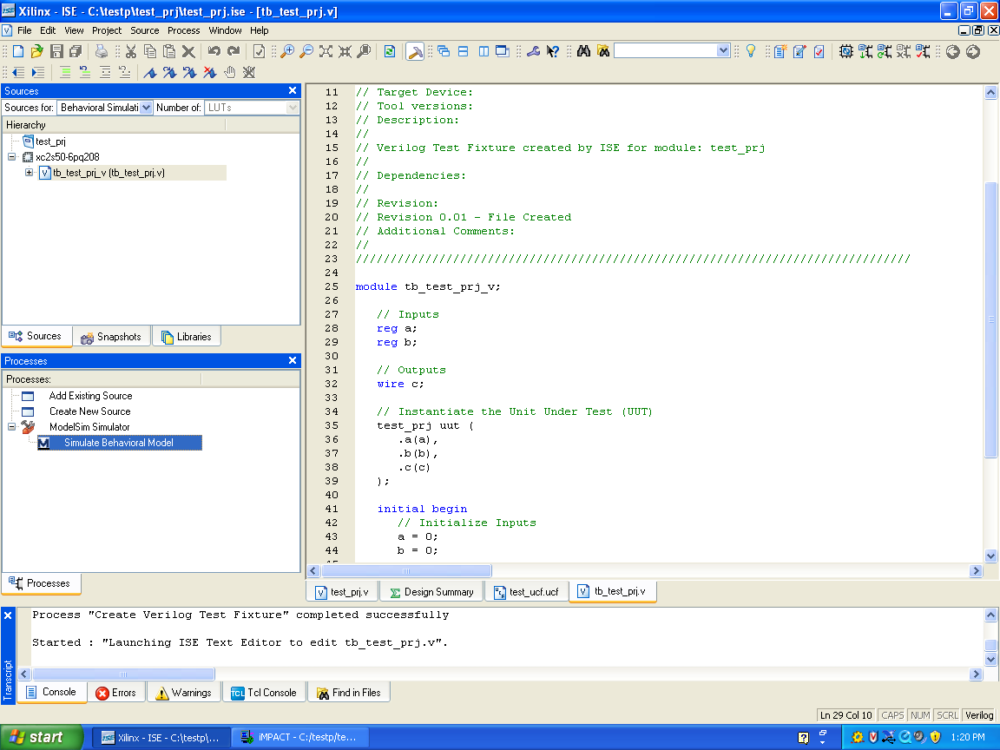 Xilinx - ISE - C:\testp\test_prj\test_prj.ise - [tb_test_prj.v]
File Edit View Project Source Process Window Help
Sources
Sources for: Behavioral Simulati Number of: LUTs
Hierarchy
test_prj
xc2s50-6pq208
tb_test_prj_v (tb_test_prj.v)
Sources Snapshots Libraries
Processes
Processes:
Add Existing Source
Create New Source
ModelSim Simulator
Simulate Behavioral Model
Processes
11 // Target Device:
12 // Tool versions:
13 // Description:
14 //
15 // Verilog Test Fixture created by ISE for module: test_prj
16 //
17 // Dependencies:
18 //
19 // Revision:
20 // Revision 0.01 - File Created
21 // Additional Comments:
22 //
23 ////////////////////////////////////////////////////////////////////////////////
24
25 module tb_test_prj_v;
26
27 // Inputs
28 reg a;
29 reg b;
30
31 // Outputs
32 wire c;
33
34 // Instantiate the Unit Under Test (UUT)
35 test_prj uut (
36 .a(a),
37 .b(b),
38 .c(c)
39 );
40
41 initial begin
42 // Initialize Inputs
43 a = 0;
44 b = 0;
test_prj.v Design Summary test_ucf.ucf tb_test_prj.v
Process "Create Verilog Test Fixture" completed successfully
Started : "Launching ISE Text Editor to edit tb_test_prj.v".
Transcript
Console Errors Warnings Tcl Console Find in Files
Ln 29 Col 10 CAPS NUM SCRL Verilog
start Xilinx - ISE - C:\testp\... iMPACT - C:/testp/te... 1:20 PM